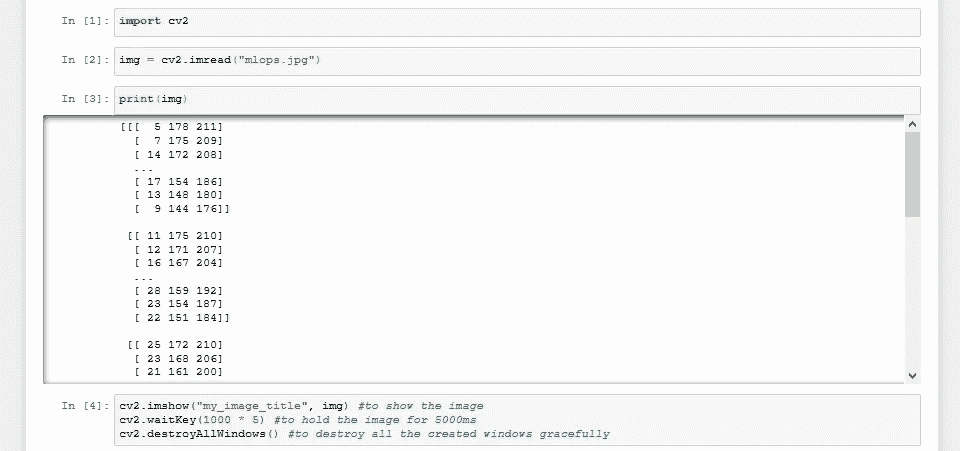 In [1]: import cv2
In [2]: img = cv2.imread("mlops.jpg")
In [3]: print(img)
[[[  5 178 211]
  [  7 175 209]
  [ 14 172 208]
  ...
  [ 17 154 186]
  [ 13 148 180]
  [  9 144 176]]
 [[ 11 175 210]
  [ 12 171 207]
  [ 16 167 204]
  ...
  [ 28 159 192]
  [ 23 154 187]
  [ 22 151 184]]
 [[ 25 172 210]
  [ 23 168 206]
  [ 21 161 200]
In [4]: cv2.imshow("my_image_title", img) #to show the image
cv2.waitKey(1000 * 5) #to hold the image for 5000ms
cv2.destroyAllWindows() #to destroy all the created windows gracefully